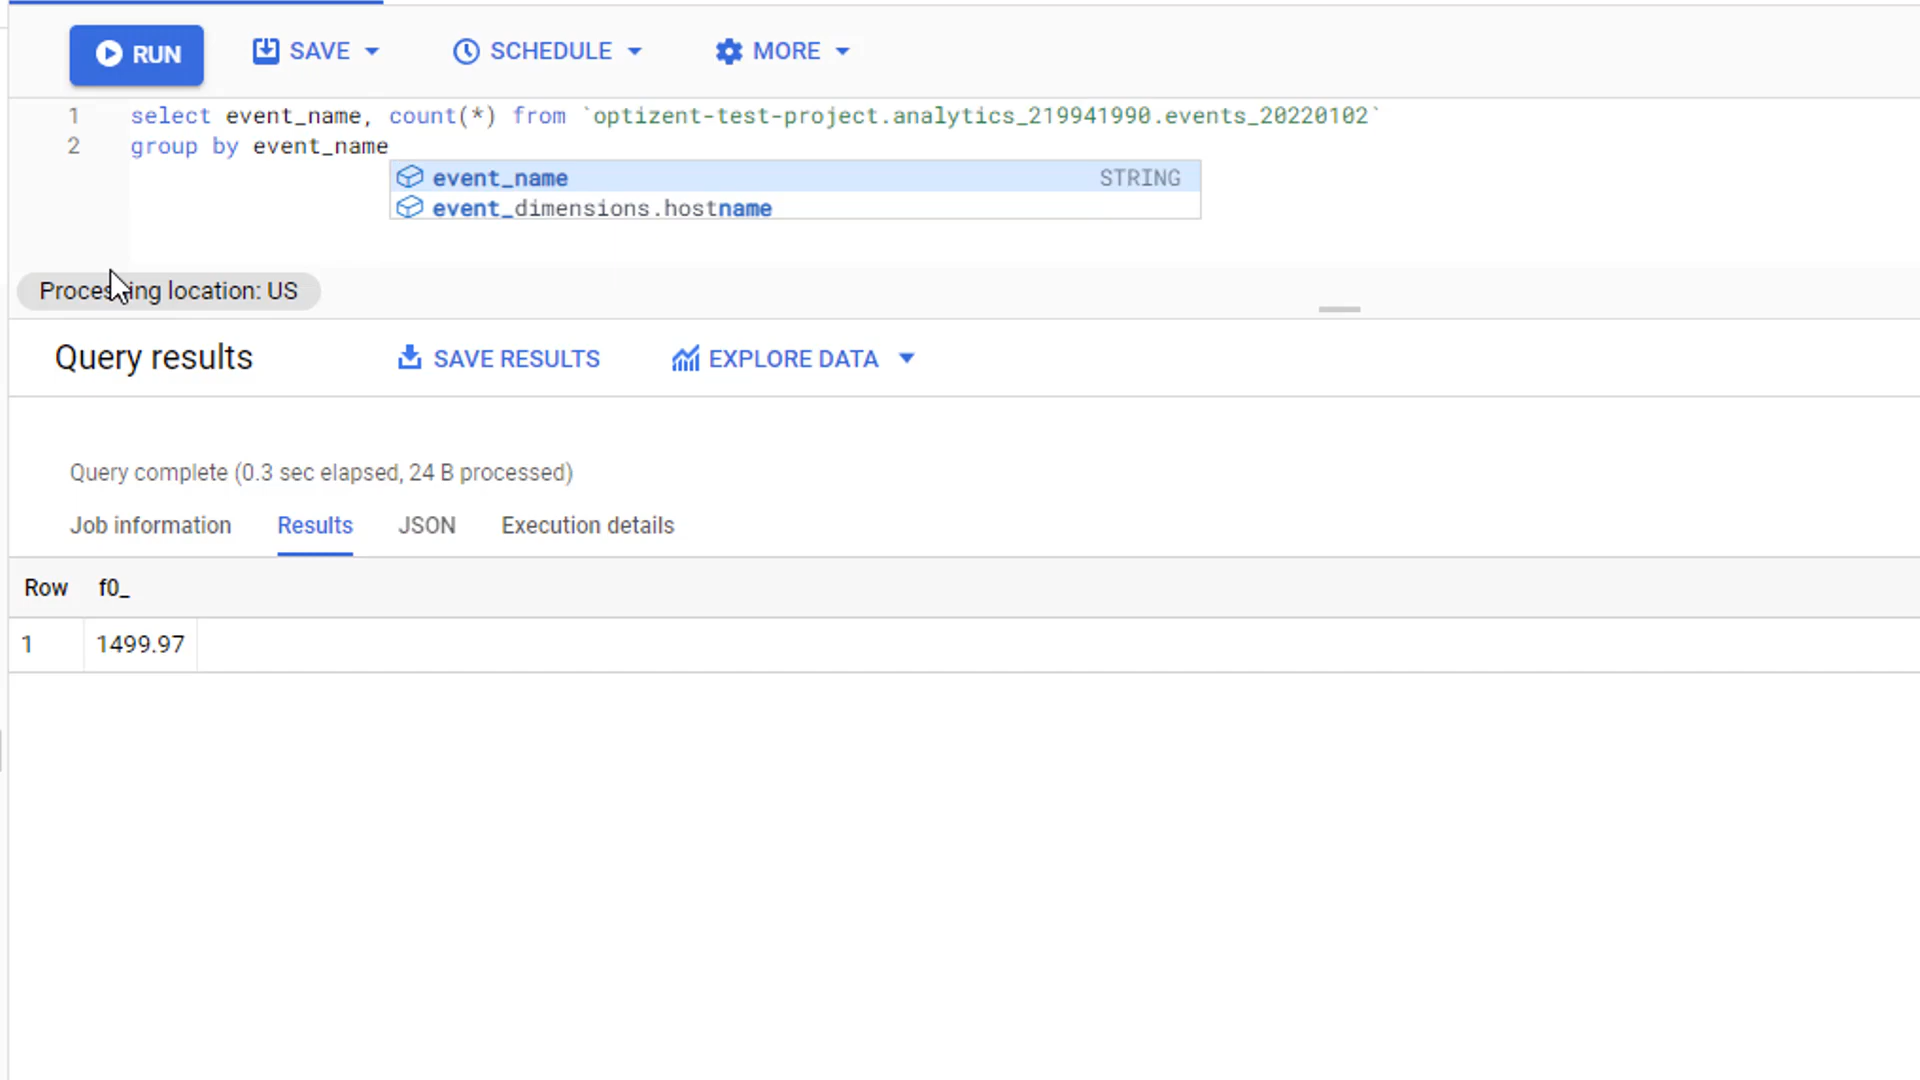 RUN SAVE SCHEDULE MORE
1 select event_name, count(*) from `optizent-test-project.analytics_219941990.events_20220102`
2 group by event_name
event_name STRING
event_dimensions.hostname
Processing location: US
Query results SAVE RESULTS EXPLORE DATA
Query complete (0.3 sec elapsed, 24 B processed)
Job information Results JSON Execution details
Row f0_
1 1499.97